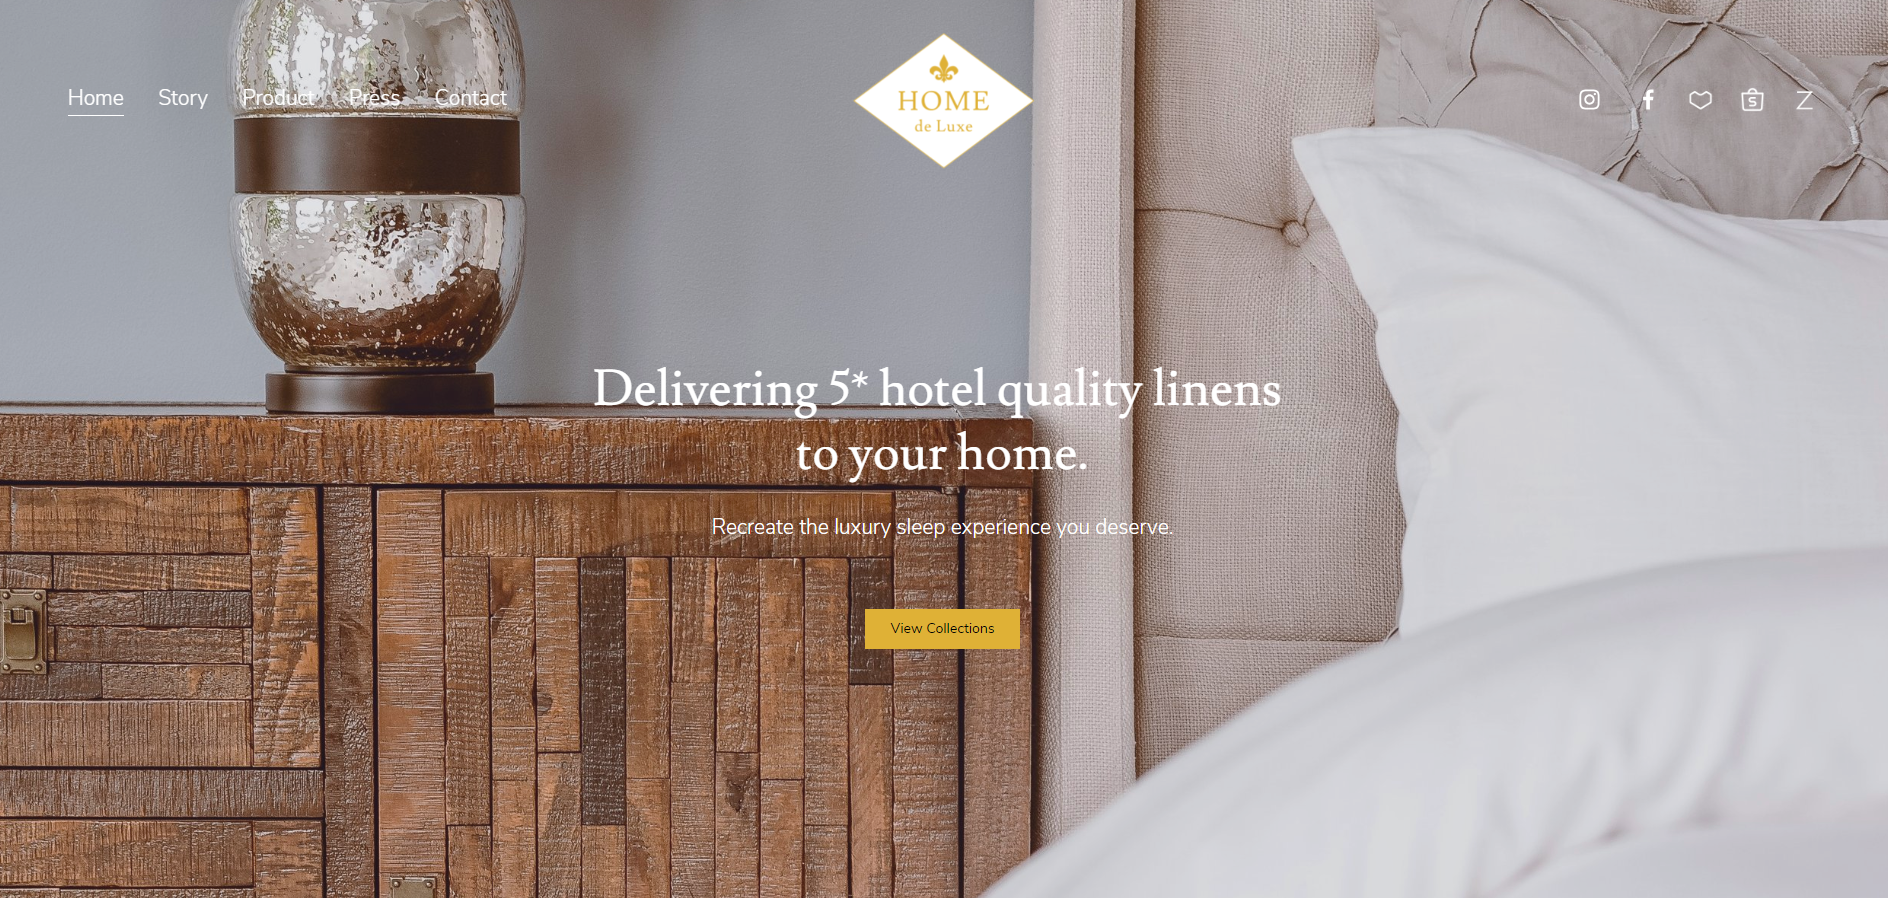 Home Story Product Press Contact
HOME
de Luxe
Delivering 5* hotel quality linens
to your home.
Recreate the luxury sleep experience you deserve.
View Collections